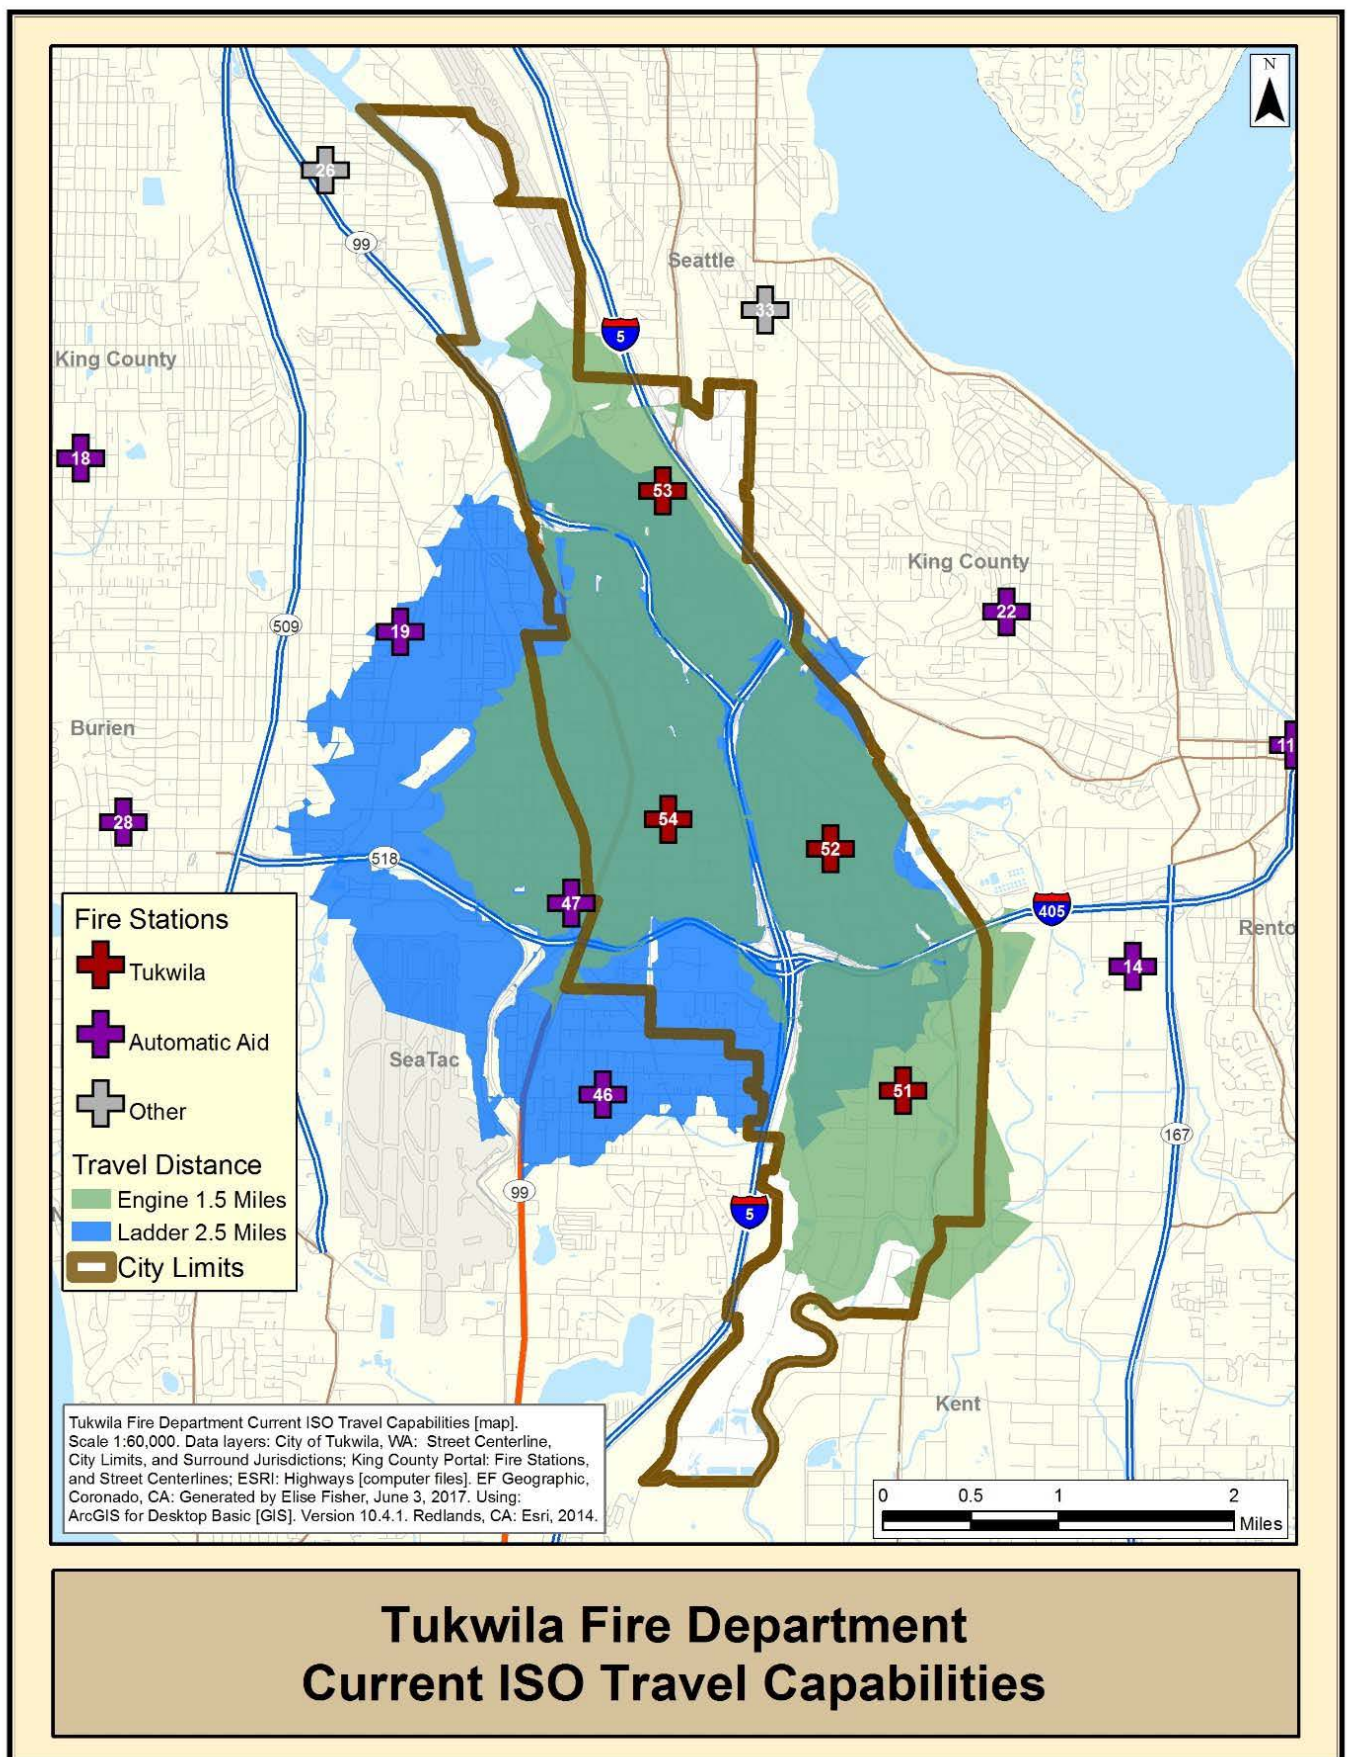 N
26
99
Seattle
33
5
King County
18
53
King County
22
19
509
Burien
11
28
54
52
518
47
405
Rento
14
Fire Stations
Tukwila
Automatic Aid
Other
Travel Distance
Engine 1.5 Miles
Ladder 2.5 Miles
City Limits
SeaTac
46
51
167
99
5
Kent
Tukwila Fire Department Current ISO Travel Capabilities [map].
Scale 1:60,000. Data layers: City of Tukwila, WA: Street Centerline,
City Limits, and Surround Jurisdictions; King County Portal: Fire Stations,
and Street Centerlines; ESRI: Highways [computer files]. EF Geographic,
Coronado, CA: Generated by Elise Fisher, June 3, 2017. Using:
ArcGIS for Desktop Basic [GIS]. Version 10.4.1. Redlands, CA: Esri, 2014.
0 0.5 1 2
Miles
Tukwila Fire Department
Current ISO Travel Capabilities